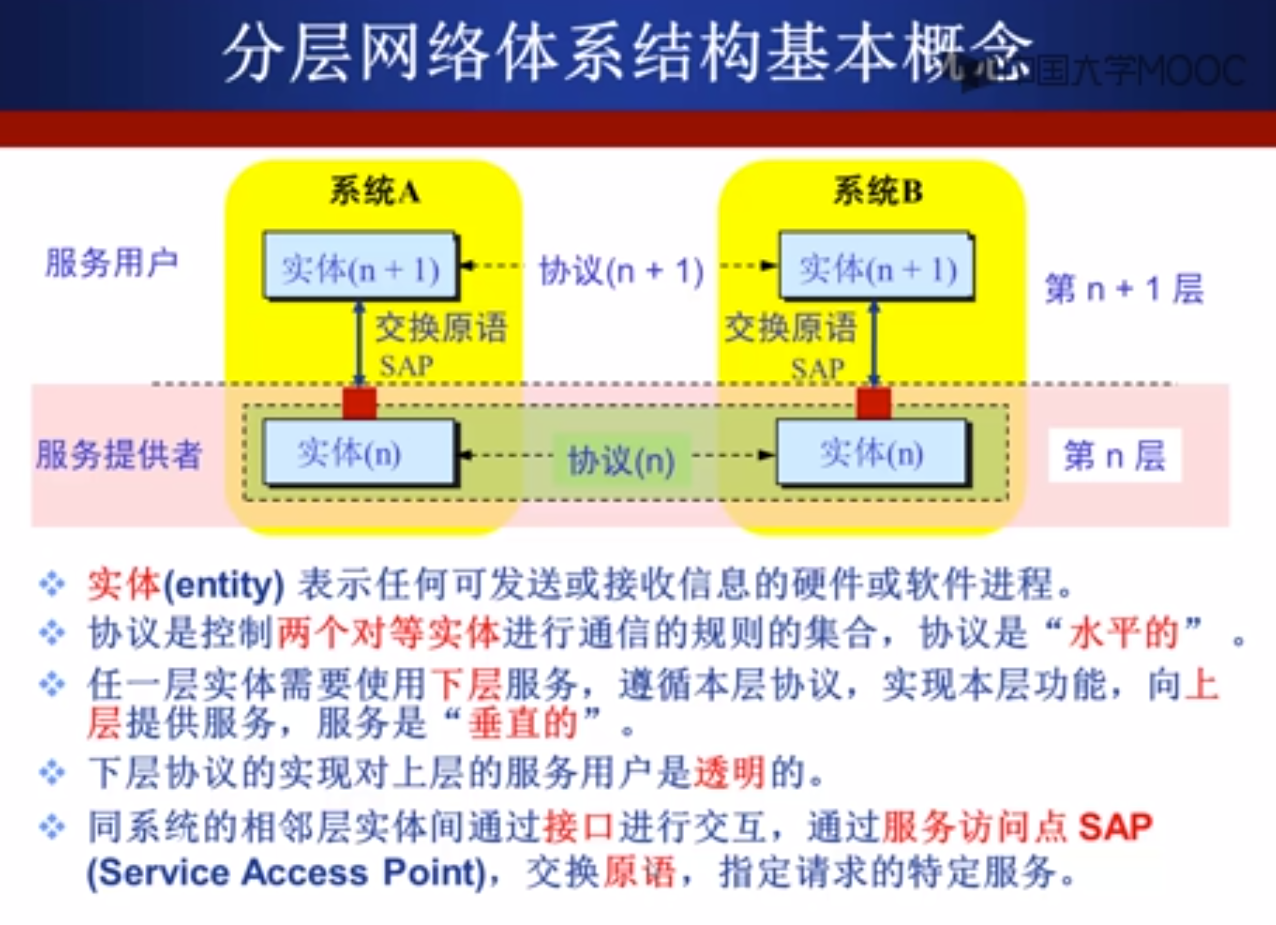 分层网络体系结构基本概念
中国大学MOOC
系统A
系统B
服务用户
实体(n + 1)
协议(n + 1)
实体(n + 1)
第 n + 1 层
交换原语
SAP
交换原语
SAP
服务提供者
实体(n)
协议(n)
实体(n)
第 n 层
实体(entity) 表示任何可发送或接收信息的硬件或软件进程。
协议是控制两个对等实体进行通信的规则的集合，协议是“水平的” 。
任一层实体需要使用下层服务，遵循本层协议，实现本层功能，向上
层提供服务，服务是“垂直的”。
下层协议的实现对上层的服务用户是透明的。
同系统的相邻层实体间通过接口进行交互，通过服务访问点 SAP
(Service Access Point)，交换原语，指定请求的特定服务。